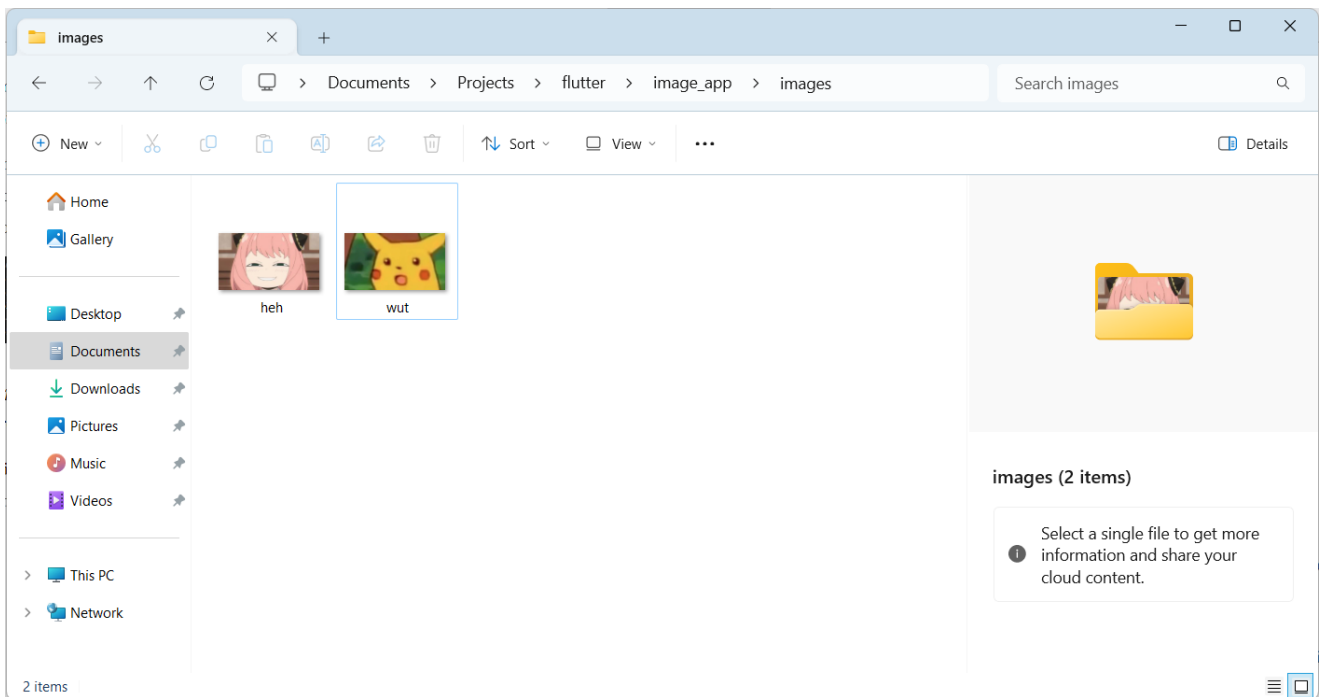 images
Documents > Projects > flutter > image_app > images
Search images
New
Sort
View
Details
Home
Gallery
Desktop
Documents
Downloads
Pictures
Music
Videos
This PC
Network
heh
wut
images (2 items)
Select a single file to get more
information and share your
cloud content.
2 items